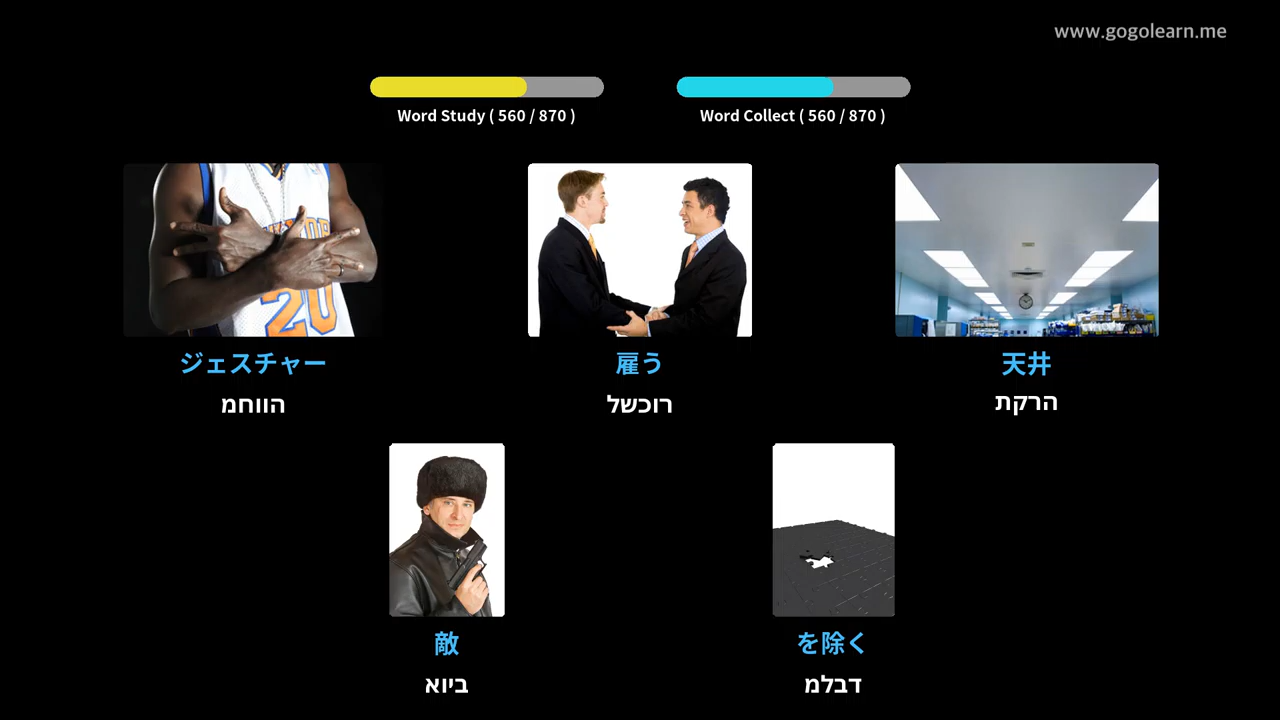 www.gogolearn.me
Word Study ( 560 / 870 )
Word Collect ( 560 / 870 )
ジェスチャー
הווחמ
雇う
רוכשל
天井
הרקת
敵
ביוא
を除く
דבלמ